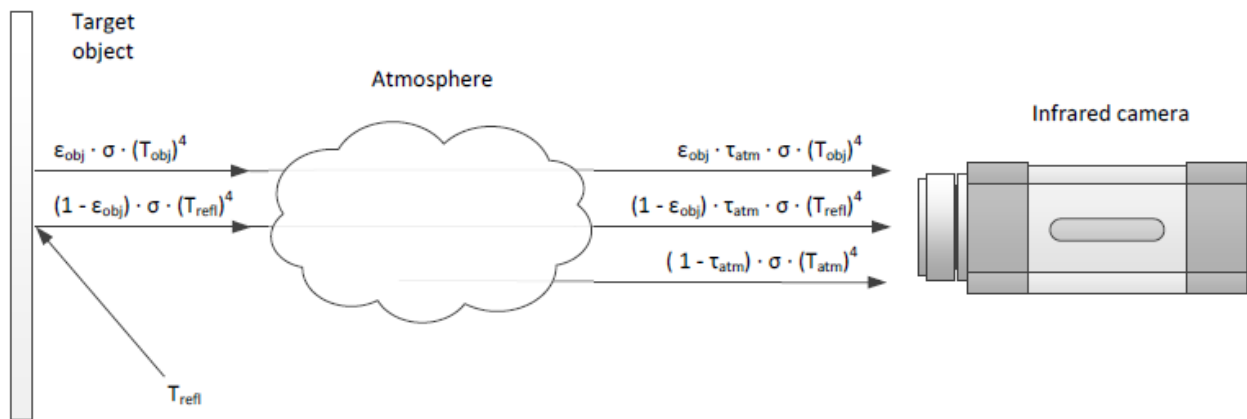 Target
object
Atmosphere
Infrared camera
ε_obj · σ · (T_obj)^4
ε_obj · τ_atm · σ · (T_obj)^4
(1 - ε_obj) · σ · (T_refl)^4
(1 - ε_obj) · τ_atm · σ · (T_refl)^4
( 1 - τ_atm) · σ · (T_atm)^4
T_refl